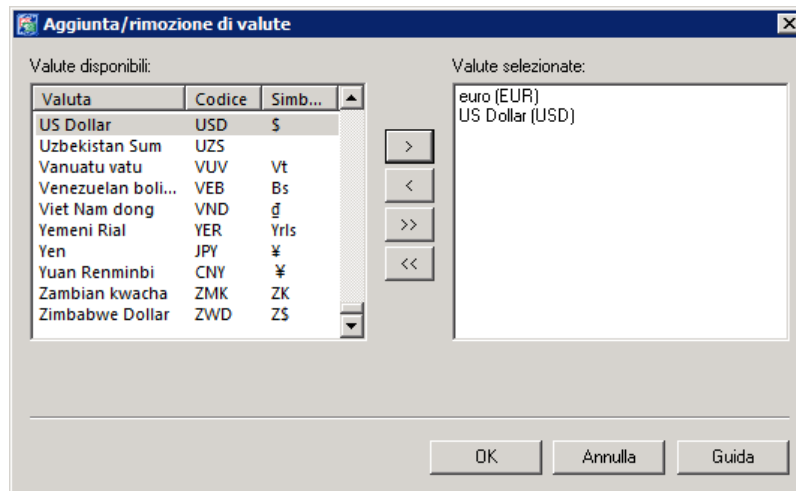 Aggiunta/rimozione di valute
Valute disponibili:
Valuta Codice Simb...
US Dollar USD $
Uzbekistan Sum UZS
Vanuatu vatu VUV Vt
Venezuelan boli... VEB Bs
Viet Nam dong VND ₫
Yemeni Rial YER Yrls
Yen JPY ¥
Yuan Renminbi CNY ¥
Zambian kwacha ZMK ZK
Zimbabwe Dollar ZWD Z$
>
<
>>
<<
Valute selezionate:
euro (EUR)
US Dollar (USD)
OK Annulla Guida